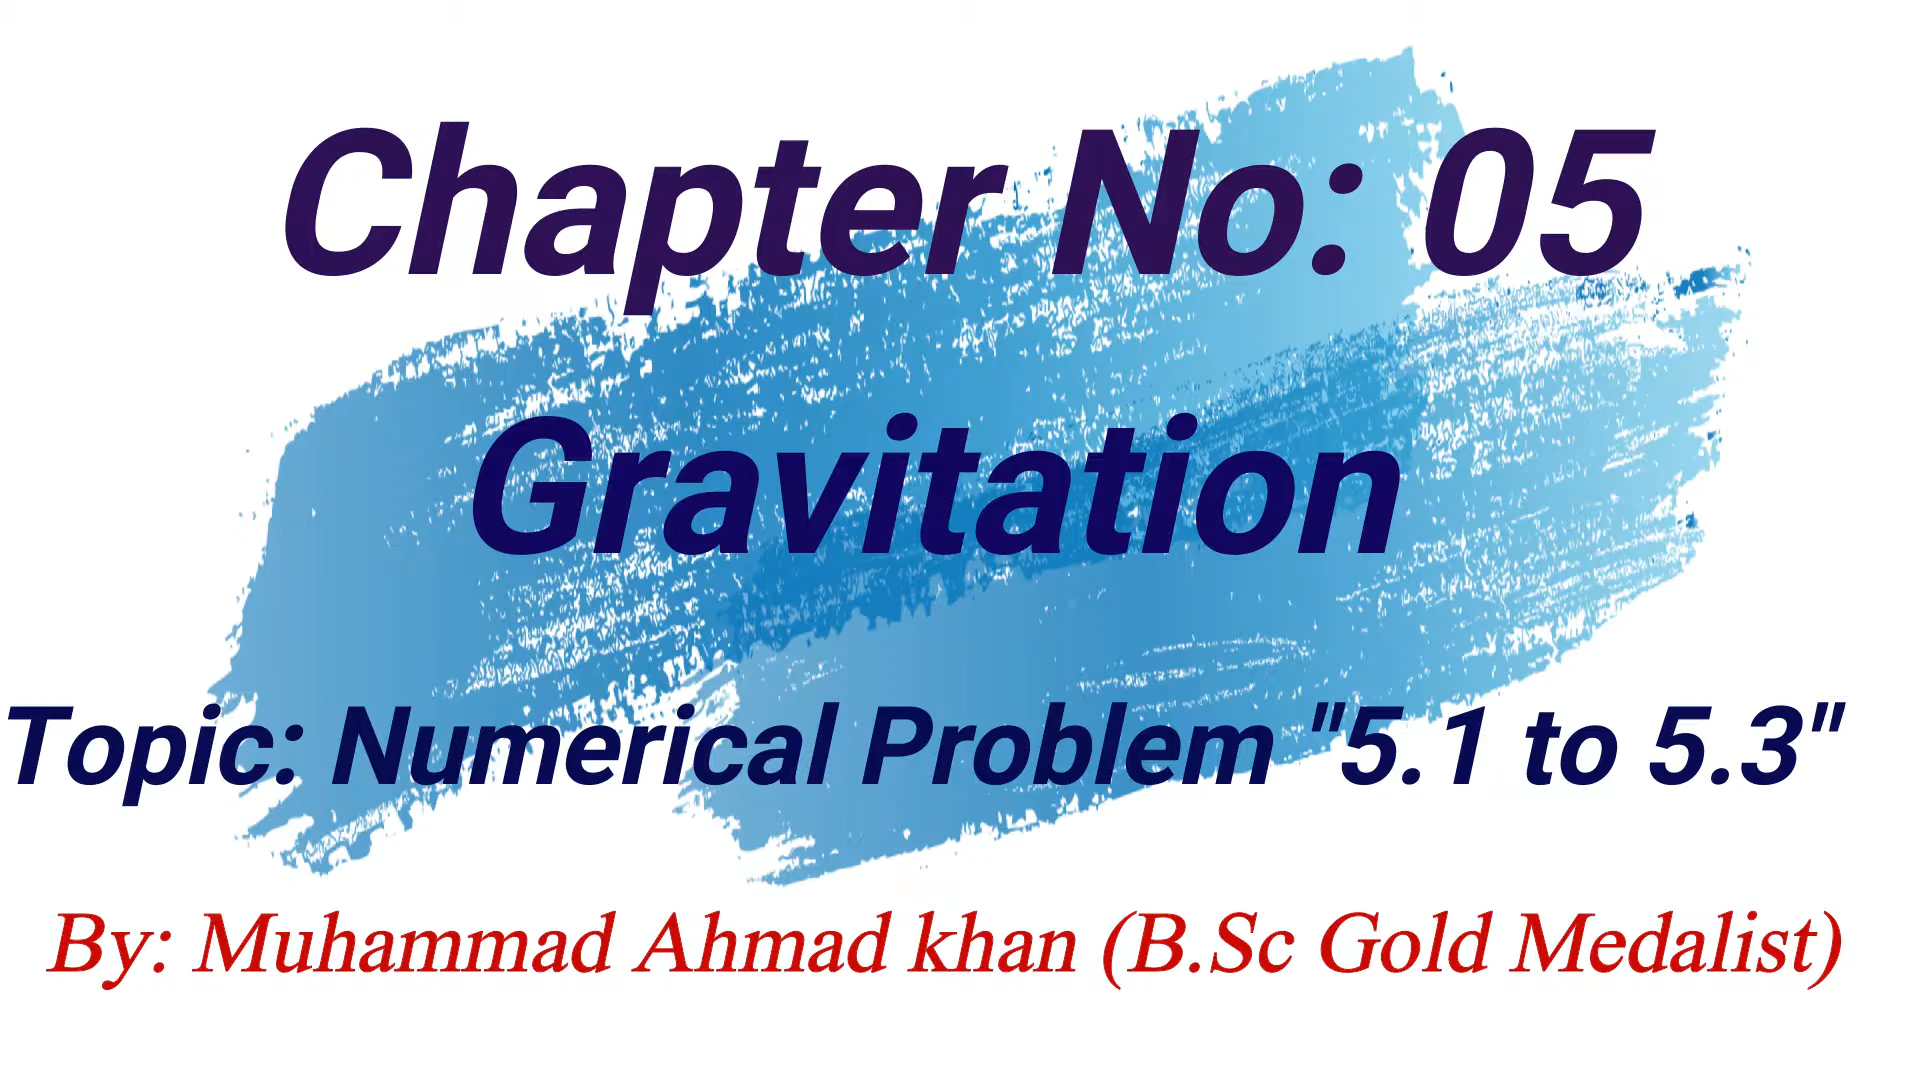 Chapter No: 05
Gravitation
Topic: Numerical Problem "5.1 to 5.3"
By: Muhammad Ahmad khan (B.Sc Gold Medalist)